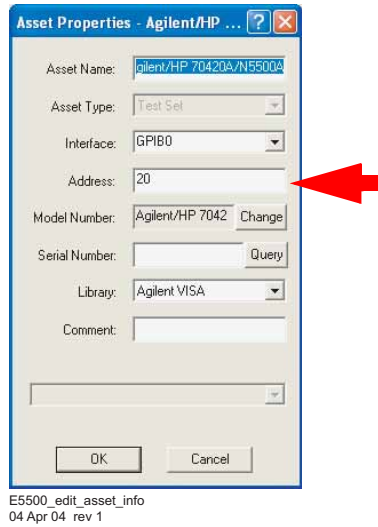 Asset Properties - Agilent/HP ...
Asset Name: gilent/HP 70420A/N5500A
Asset Type: Test Set
Interface: GPIB0
Address: 20
Model Number: Agilent/HP 7042 Change
Serial Number: Query
Library: Agilent VISA
Comment:
OK Cancel
E5500_edit_asset_info
04 Apr 04 rev 1